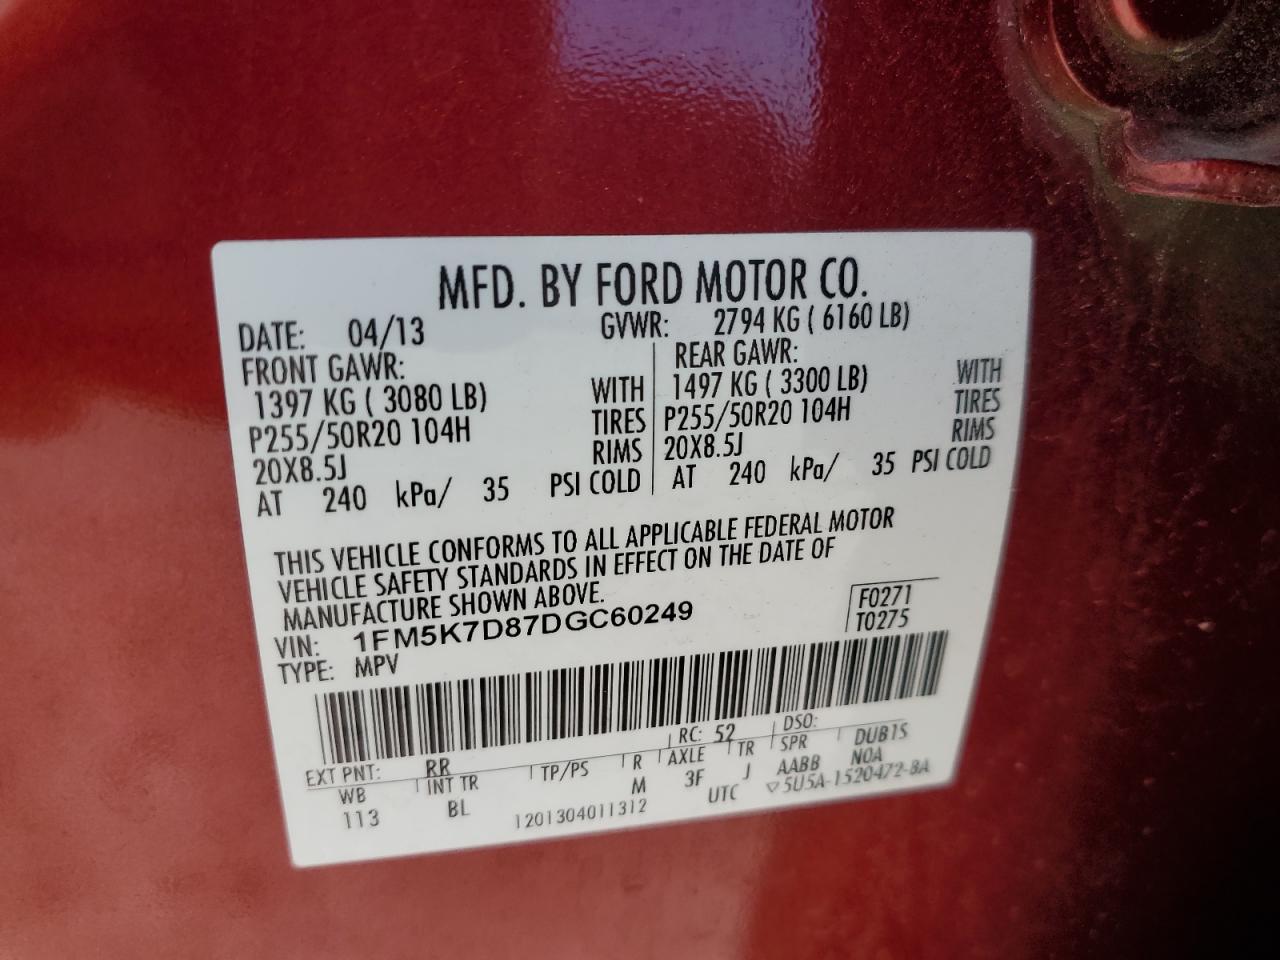 MFD. BY FORD MOTOR CO.
DATE: 04/13 GVWR: 2794 KG ( 6160 LB)
FRONT GAWR: REAR GAWR:
1397 KG ( 3080 LB) WITH 1497 KG ( 3300 LB) WITH
P255/50R20 104H TIRES P255/50R20 104H TIRES
20X8.5J RIMS 20X8.5J RIMS
AT 240 kPa/ 35 PSI COLD AT 240 kPa/ 35 PSI COLD
THIS VEHICLE CONFORMS TO ALL APPLICABLE FEDERAL MOTOR
VEHICLE SAFETY STANDARDS IN EFFECT ON THE DATE OF
MANUFACTURE SHOWN ABOVE.
VIN: 1FM5K7D87DGC60249 F0271
TYPE: MPV T0275
EXT PNT: RR RC: 52 DSO:
WB INT TR TP/PS R AXLE TR SPR DUB1S
113 BL M 3F J AABB NOA
1201304011312 UTC ▽5U5A-1520472-BA